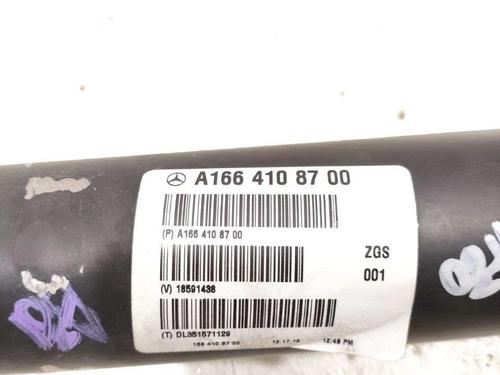 A166 410 87 00
(P) A166 410 87 00
ZGS
001
(V) 18591438
(T) DL351571129
166 410 87 00 12.17.18 12:48 PM